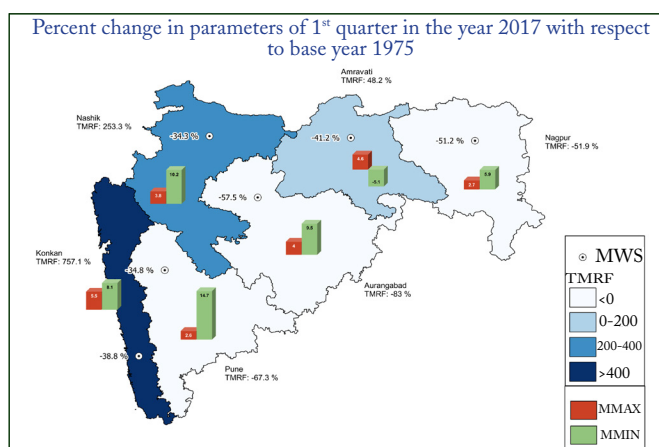 Percent change in parameters of 1st quarter in the year 2017 with respect
to base year 1975
Amravati
TMRF: 48.2 %
Nashik
TMRF: 253.3 %
-34.3 %
-41.2 %
-51.2 %
Nagpur
TMRF: -51.9 %
4.8
-5.1
3.7
5.9
3.8
10.2
-57.5 %
4
9.6
Konkan
TMRF: 757.1 %
-34.8 %
5.5
8.1
14.7
2.6
Aurangabad
TMRF: -83 %
-38.8 %
Pune
TMRF: -67.3 %
MWS
TMRF
<0
0-200
200-400
>400
MMAX
MMIN